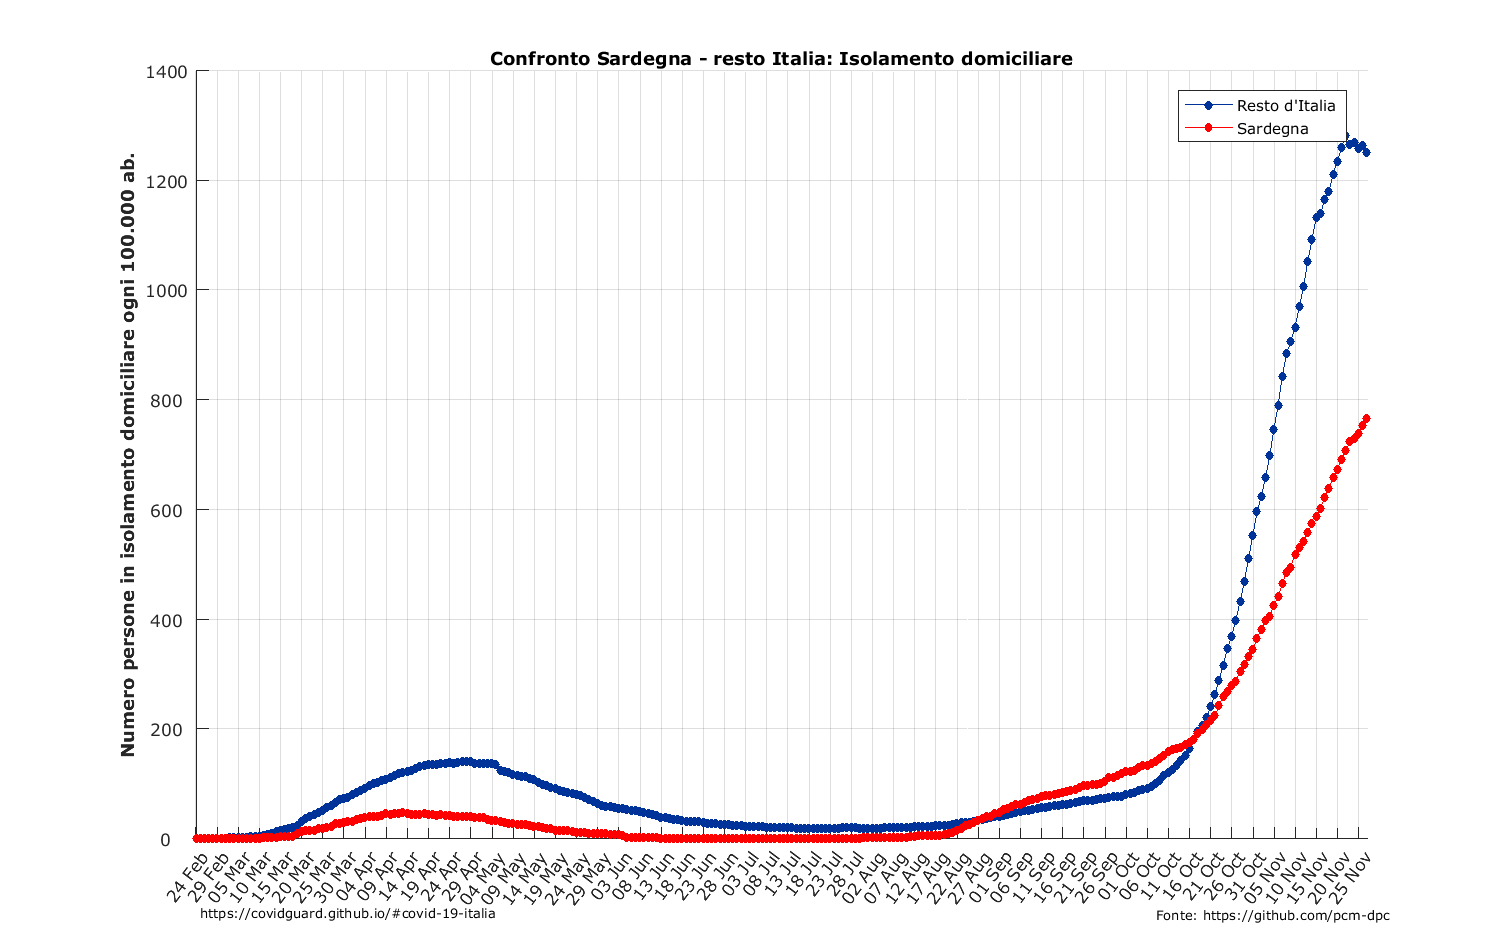 Confronto Sardegna - resto Italia: Isolamento domiciliare
Numero persone in isolamento domiciliare ogni 100.000 ab.
1400
1200
1000
800
600
400
200
0
Resto d'Italia
Sardegna
24 Feb
29 Feb
05 Mar
10 Mar
15 Mar
20 Mar
25 Mar
30 Mar
04 Apr
09 Apr
14 Apr
19 Apr
24 Apr
29 Apr
04 May
09 May
14 May
19 May
24 May
29 May
03 Jun
08 Jun
13 Jun
18 Jun
23 Jun
28 Jun
03 Jul
08 Jul
13 Jul
18 Jul
23 Jul
28 Jul
02 Aug
07 Aug
12 Aug
17 Aug
22 Aug
27 Aug
01 Sep
06 Sep
11 Sep
16 Sep
21 Sep
26 Sep
01 Oct
06 Oct
11 Oct
16 Oct
21 Oct
26 Oct
31 Oct
05 Nov
10 Nov
15 Nov
20 Nov
25 Nov
https://covidguard.github.io/#covid-19-italia
Fonte: https://github.com/pcm-dpc